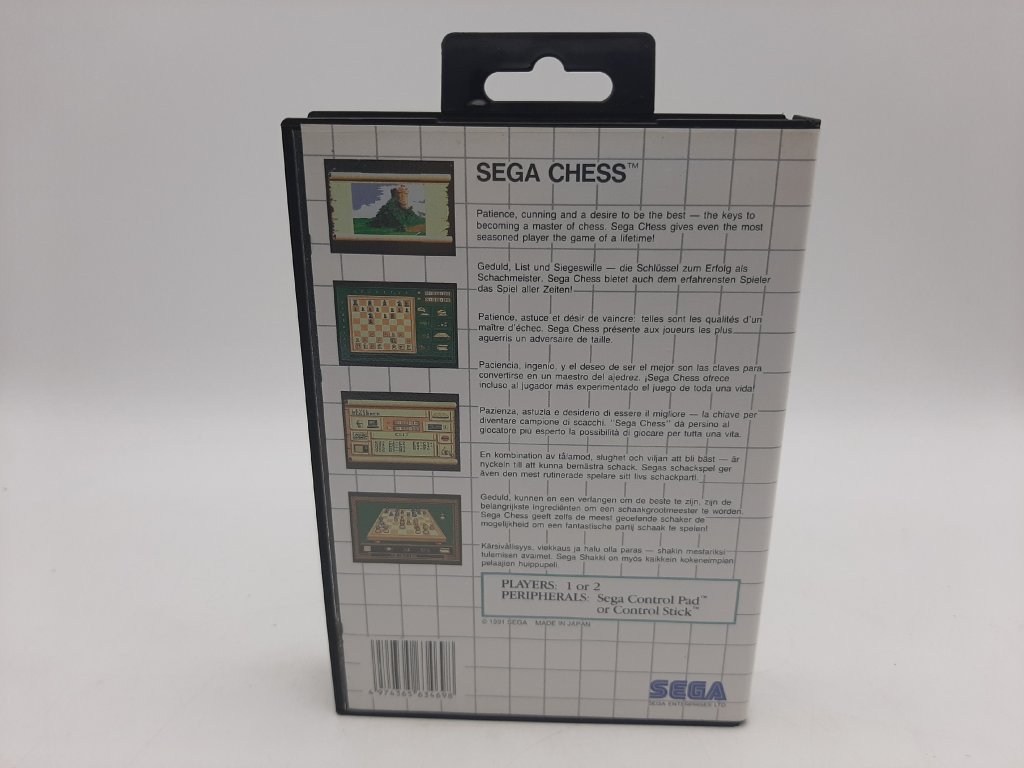 SEGA CHESS™
Patience, cunning and a desire to be the best — the keys to
becoming a master of chess. Sega Chess gives even the most
seasoned player the game of a lifetime!
Geduld, List und Siegeswille — die Schlüssel zum Erfolg als
Schachmeister. Sega Chess bietet auch dem erfahrensten Spieler
das Spiel aller Zeiten!
Patience, astuce et désir de vaincre: telles sont les qualités d'un
maître d'échec. Sega Chess présente aux joueurs les plus
aguerris un adversaire de taille.
Paciencia, ingenio, y el deseo de ser el mejor son las claves para
convertirse en un maestro del ajedrez. ¡Sega Chess ofrece
incluso al jugador más experimentado el juego de toda una vida!
Pazienza, astuzia e desiderio di essere il migliore — la chiave per
diventare campione di scacchi. "Sega Chess" da persino al
giocatore più esperto la possibilità di giocare per tutta una vita.
En kombination av tålamod, slughet och viljan att bli bäst — är
nyckeln till att kunna bemästra schack. Segas schackspel ger
även den mest rutinerade spelare sitt livs schackparti.
Geduld, kunnen en een verlangen om de beste te zijn, zijn de
belangrijkste ingrediënten om een schaakgrootmeester te worden.
Sega Chess geeft zelfs de meest geoefende schaker de
mogelijkheid om een fantastische partij schaak te spelen!
Kärsivällisyys, viekkaus ja halu olla paras — shakin mestariksi
tulemisen avaimet. Sega Shakki on myös kaikkein kokeneimpien
pelaajien huippupeli.
PLAYERS: 1 or 2
PERIPHERALS: Sega Control Pad™
or Control Stick™
© 1991 SEGA MADE IN JAPAN
4 974365 634698
SEGA
SEGA ENTERPRISES LTD.